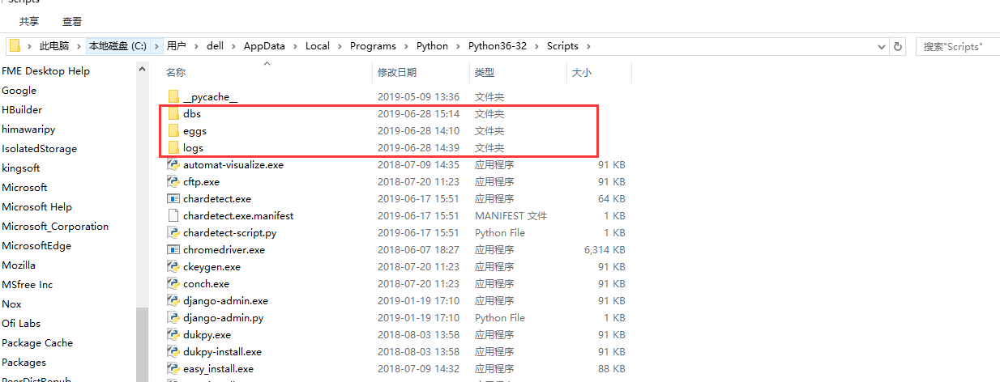 Scripts
共享 查看
此电脑 本地磁盘 (C:) 用户 dell AppData Local Programs Python Python36-32 Scripts 搜索"Scripts"
FME Desktop Help
Google
HBuilder
himawaripy
IsolatedStorage
kingsoft
Microsoft
Microsoft Help
Microsoft_Corporation
MicrosoftEdge
Mozilla
MSfree Inc
Nox
Ofi Labs
Package Cache
Packages
PeerDistRepub
名称 修改日期 类型 大小
__pycache__ 2019-05-09 13:36 文件夹
dbs 2019-06-28 15:14 文件夹
eggs 2019-06-28 14:10 文件夹
logs 2019-06-28 14:39 文件夹
automat-visualize.exe 2018-07-09 14:35 应用程序 91 KB
cftp.exe 2018-07-20 11:23 应用程序 91 KB
chardetect.exe 2019-06-17 15:51 应用程序 64 KB
chardetect.exe.manifest 2019-06-17 15:51 MANIFEST 文件 1 KB
chardetect-script.py 2019-06-17 15:51 Python File 1 KB
chromedriver.exe 2018-06-07 18:27 应用程序 6,314 KB
ckeygen.exe 2018-07-20 11:23 应用程序 91 KB
conch.exe 2018-07-20 11:23 应用程序 91 KB
django-admin.exe 2019-01-19 17:10 应用程序 91 KB
django-admin.py 2019-01-19 17:10 Python File 1 KB
dukpy.exe 2018-08-03 13:58 应用程序 91 KB
dukpy-install.exe 2018-08-03 13:58 应用程序 91 KB
easy_install.exe 2018-07-09 14:32 应用程序 88 KB